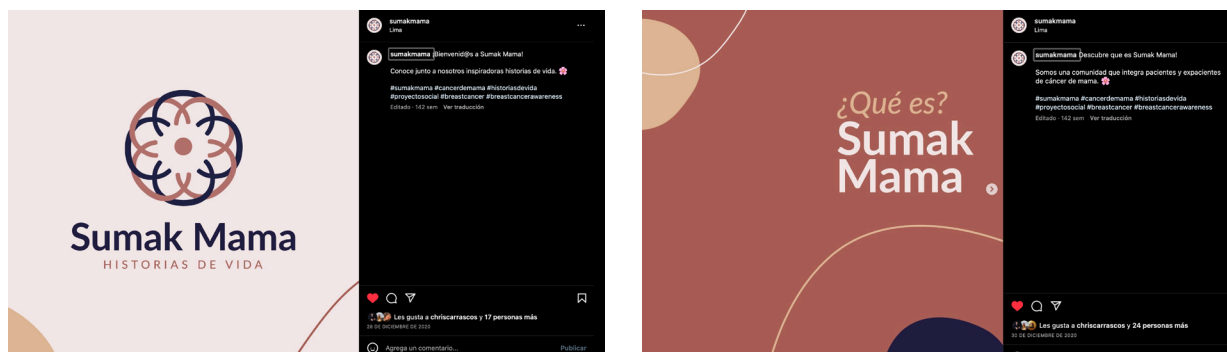 Sumak Mama
HISTORIAS DE VIDA
sumakmama
Lima
sumakmama ¡Bienvenid@s a Sumak Mama!
Conoce junto a nosotros inspiradoras historias de vida. 🌸
#sumakmama #cancerdemama #historiasdevida
#proyectosocial #breastcancer #breastcancerawareness
Editado · 142 sem Ver traducción
Les gusta a chriscarrascos y 17 personas más
28 DE DICIEMBRE DE 2020
Agrega un comentario... Publicar
¿Qué es?
Sumak
Mama
sumakmama
Lima
sumakmama Descubre que es Sumak Mama!
Somos una comunidad que integra pacientes y expacientes
de cáncer de mama. 🌸
#sumakmama #cancerdemama #historiasdevida
#proyectosocial #breastcancer #breastcancerawareness
Editado · 142 sem Ver traducción
Les gusta a chriscarrascos y 24 personas más
30 DE DICIEMBRE DE 2020